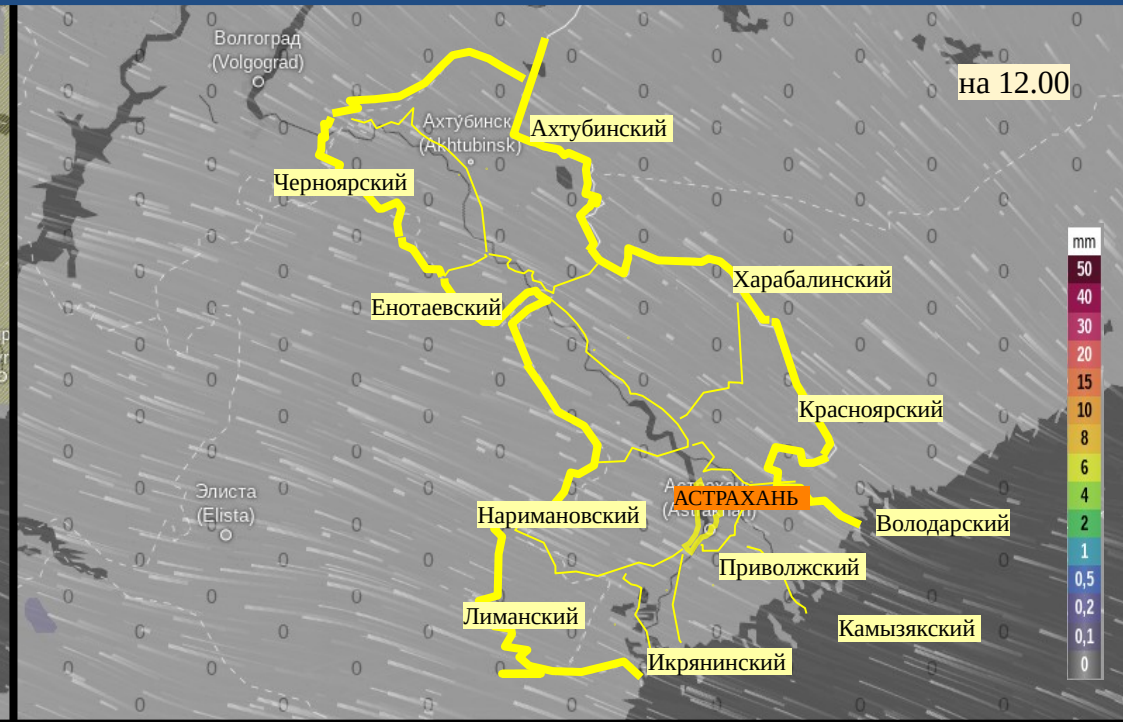 Волгоград
(Volgograd)
на 12.00
Ахтубинск
(Akhtubinsk)
Ахтубинский
Черноярский
Харабалинский
Енотаевский
Красноярский
Элиста
(Elista)
АСТРАХАНЬ
Наримановский
Володарский
Приволжский
Лиманский
Камызякский
Икрянинский
mm
50
40
30
20
15
10
8
6
4
2
1
0,5
0,2
0,1
0